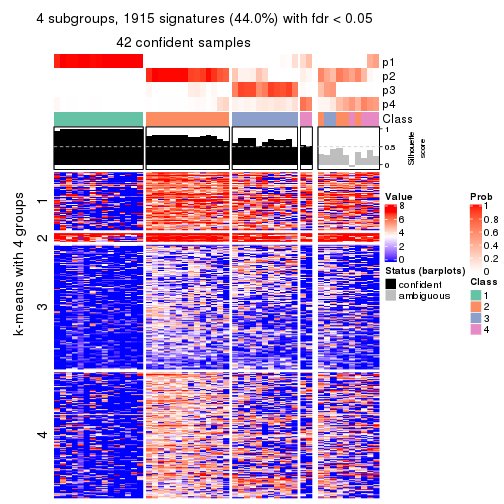 4 subgroups, 1915 signatures (44.0%) with fdr < 0.05
42 confident samples
p1
p2
p3
p4
Class
1
0.5
0
Silhouette
score
k-means with 4 groups
1
2
3
4
Value
8
6
4
2
0
Status (barplots)
confident
ambiguous
Prob
1
0.8
0.6
0.4
0.2
0
Class
1
2
3
4